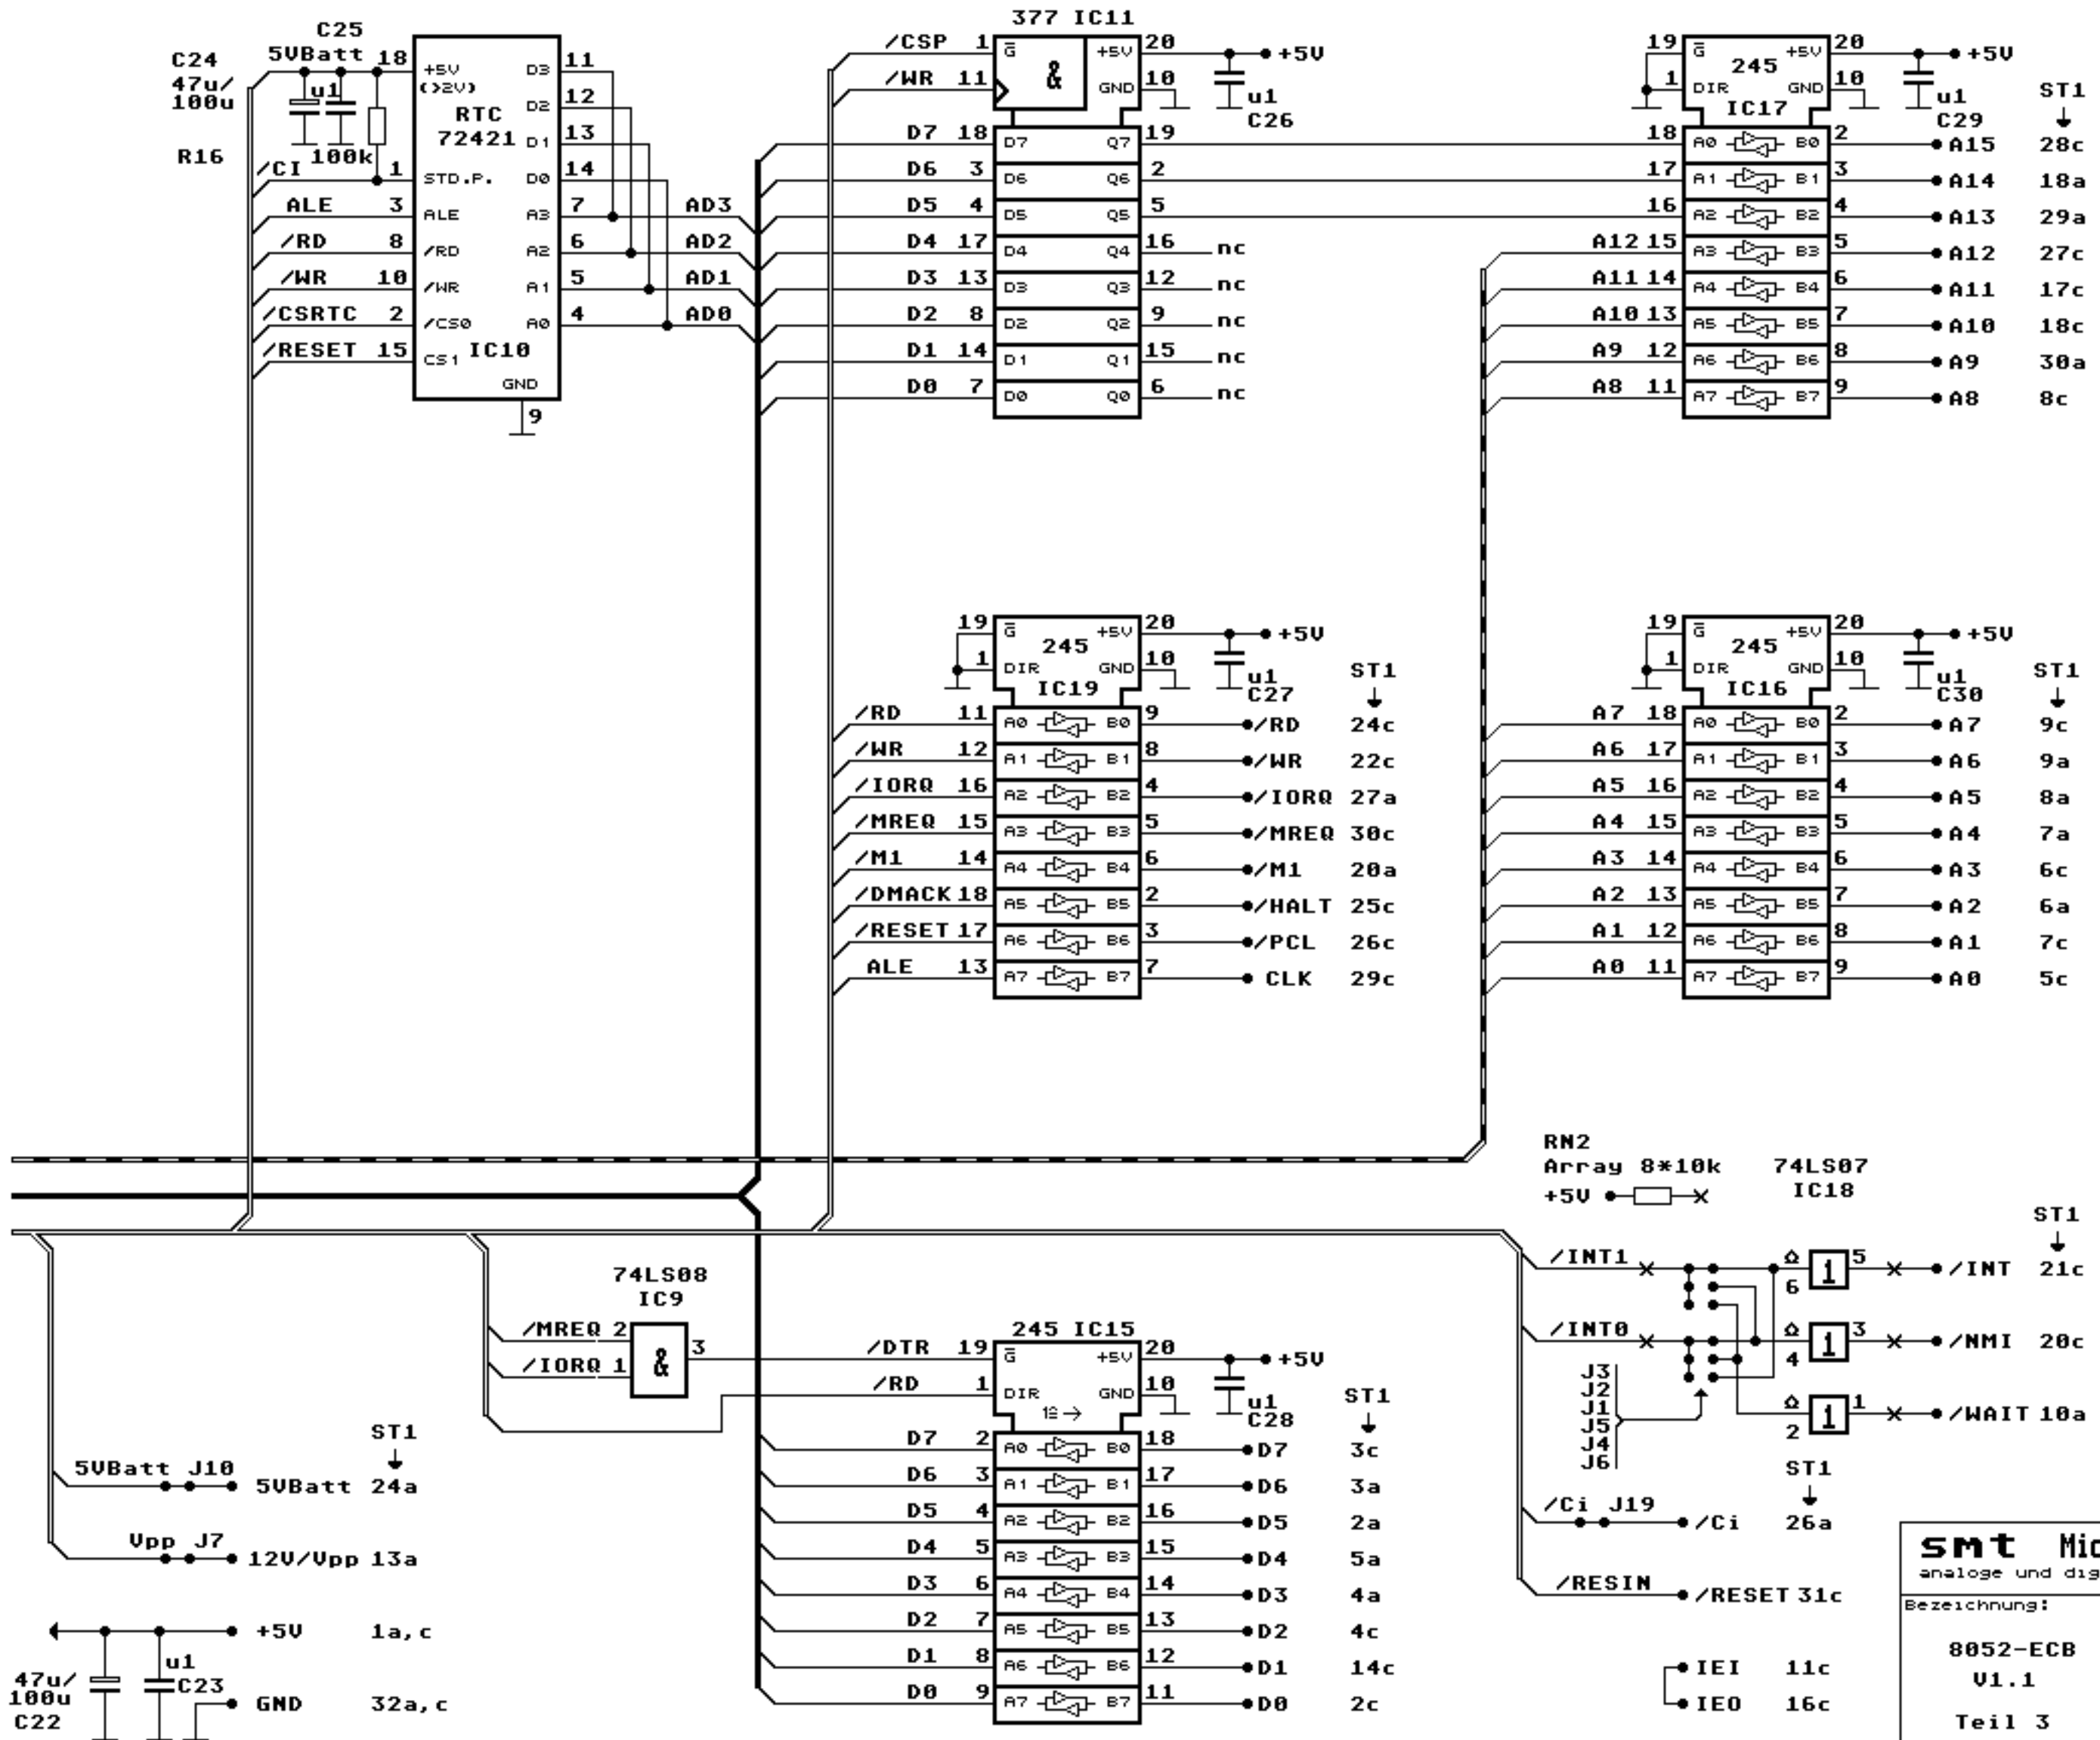 377 IC11
C25
C24 5VBatt 18 +5V D3 11
47u/ 100u u1 (>2V) D2 12
RTC
72421 D1 13
R16 100k
/CI 1 STD.P. D0 14
ALE 3 ALE A3 7 AD3
/RD 8 /RD A2 6 AD2
/WR 10 /WR A1 5 AD1
/CSRTC 2 /CS0 A0 4 AD0
/RESET 15 CS1 IC10
GND
9
/CSP 1 G +5V 20 +5V
/WR 11 & GND 10
u1
C26
D7 18 D7 Q7 19
D6 3 D6 Q6 2
D5 4 D5 Q5 5
D4 17 D4 Q4 16 nc
D3 13 D3 Q3 12 nc
D2 8 D2 Q2 9 nc
D1 14 D1 Q1 15 nc
D0 7 D0 Q0 6 nc
19 G +5V 20 +5V
245
1 DIR GND 10
IC17
u1
C29
ST1
18 A0 B0 2 A15 28c
17 A1 B1 3 A14 18a
16 A2 B2 4 A13 29a
A12 15 A3 B3 5 A12 27c
A11 14 A4 B4 6 A11 17c
A10 13 A5 B5 7 A10 18c
A9 12 A6 B6 8 A9 30a
A8 11 A7 B7 9 A8 8c
19 G +5V 20 +5V
245
1 DIR GND 10
IC19
u1
C27
ST1
/RD 11 A0 B0 9 /RD 24c
/WR 12 A1 B1 8 /WR 22c
/IORQ 16 A2 B2 4 /IORQ 27a
/MREQ 15 A3 B3 5 /MREQ 30c
/M1 14 A4 B4 6 /M1 20a
/DMACK 18 A5 B5 2 /HALT 25c
/RESET 17 A6 B6 3 /PCL 26c
ALE 13 A7 B7 7 CLK 29c
19 G +5V 20 +5V
245
1 DIR GND 10
IC16
u1
C30
ST1
A7 18 A0 B0 2 A7 9c
A6 17 A1 B1 3 A6 9a
A5 16 A2 B2 4 A5 8a
A4 15 A3 B3 5 A4 7a
A3 14 A4 B4 6 A3 6c
A2 13 A5 B5 7 A2 6a
A1 12 A6 B6 8 A1 7c
A0 11 A7 B7 9 A0 5c
RN2
Array 8*10k
+5V
74LS07
IC18
ST1
/INT1 Ω 6 1 5 /INT 21c
/INT0 Ω 4 1 3 /NMI 20c
Ω 2 1 1 /WAIT 10a
J3
J2
J1
J5
J4
J6
ST1
/Ci J19 /Ci 26a
/RESIN /RESET 31c
IEI 11c
IEO 16c
74LS08
IC9
/MREQ 2 & 3
/IORQ 1
245 IC15
/DTR 19 G +5V 20 +5V
/RD 1 DIR GND 10
u1
C28
ST1
D7 2 A0 B0 18 D7 3c
D6 3 A1 B1 17 D6 3a
D5 4 A2 B2 16 D5 2a
D4 5 A3 B3 15 D4 5a
D3 6 A4 B4 14 D3 4a
D2 7 A5 B5 13 D2 4c
D1 8 A6 B6 12 D1 14c
D0 9 A7 B7 11 D0 2c
ST1
5VBatt J10 5VBatt 24a
Vpp J7 12V/Vpp 13a
+5V 1a,c
47u/ 100u C22
u1 C23
GND 32a,c
smt Mic
analoge und dig
Bezeichnung:
8052-ECB
V1.1
Teil 3